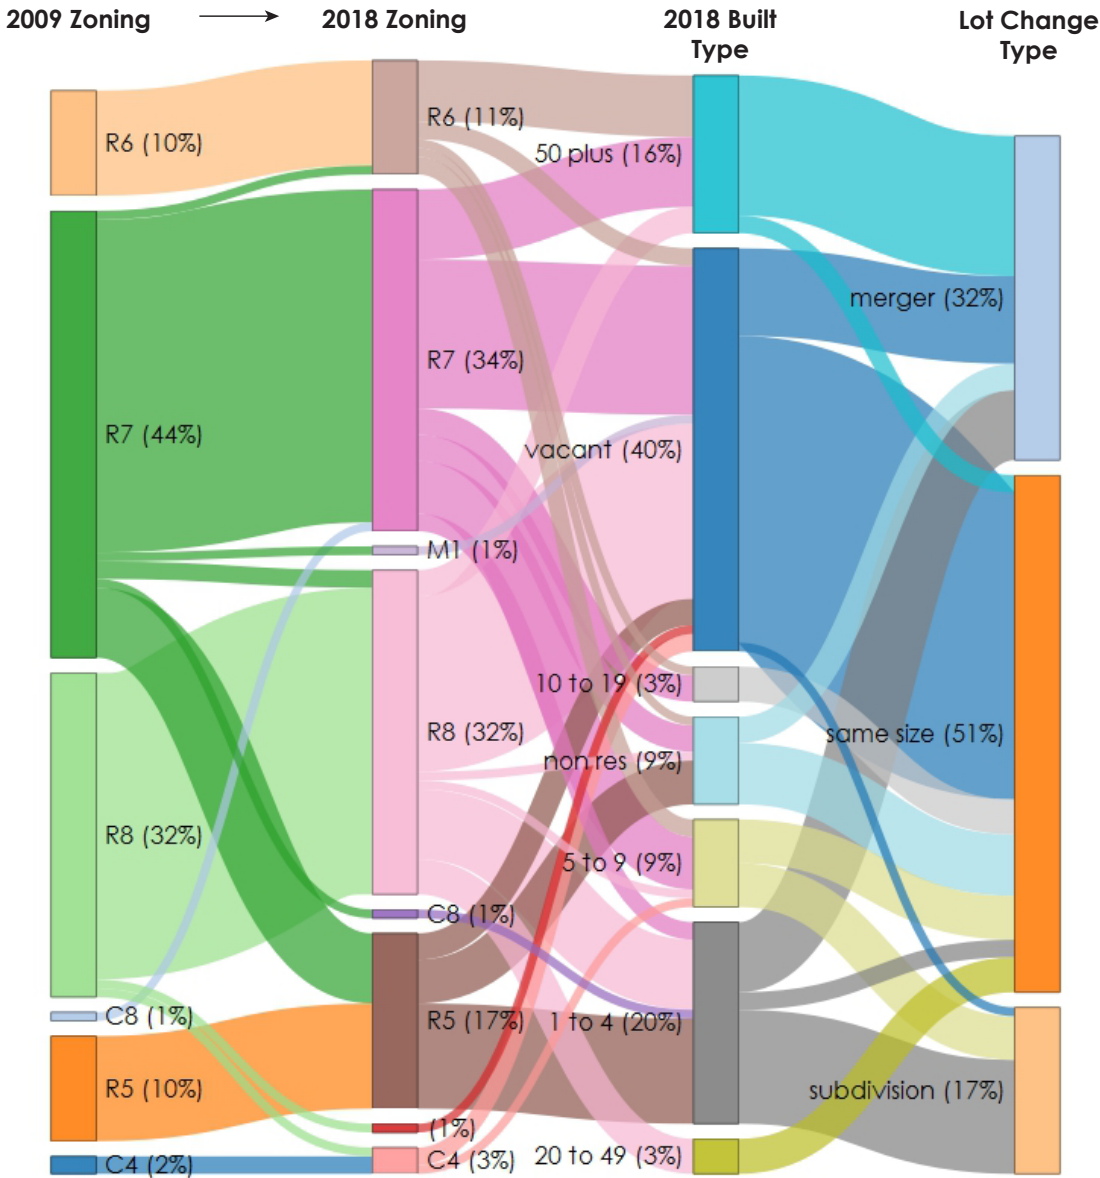 2009 Zoning
2018 Zoning
2018 Built
Type
Lot Change
Type
R6 (10%)
R7 (44%)
R8 (32%)
C8 (1%)
R5 (10%)
C4 (2%)
R6 (11%)
R7 (34%)
M1 (1%)
R8 (32%)
C8 (1%)
R5 (17%)
(1%)
C4 (3%)
50 plus (16%)
vacant (40%)
10 to 19 (3%)
non res (9%)
5 to 9 (9%)
1 to 4 (20%)
20 to 49 (3%)
merger (32%)
same size (51%)
subdivision (17%)